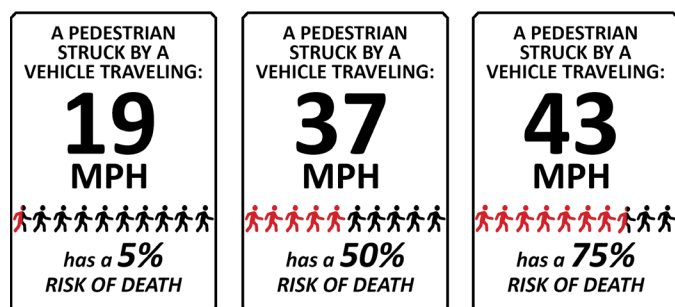 A PEDESTRIAN
STRUCK BY A
VEHICLE TRAVELING:
19
MPH
has a 5%
RISK OF DEATH
A PEDESTRIAN
STRUCK BY A
VEHICLE TRAVELING:
37
MPH
has a 50%
RISK OF DEATH
A PEDESTRIAN
STRUCK BY A
VEHICLE TRAVELING:
43
MPH
has a 75%
RISK OF DEATH